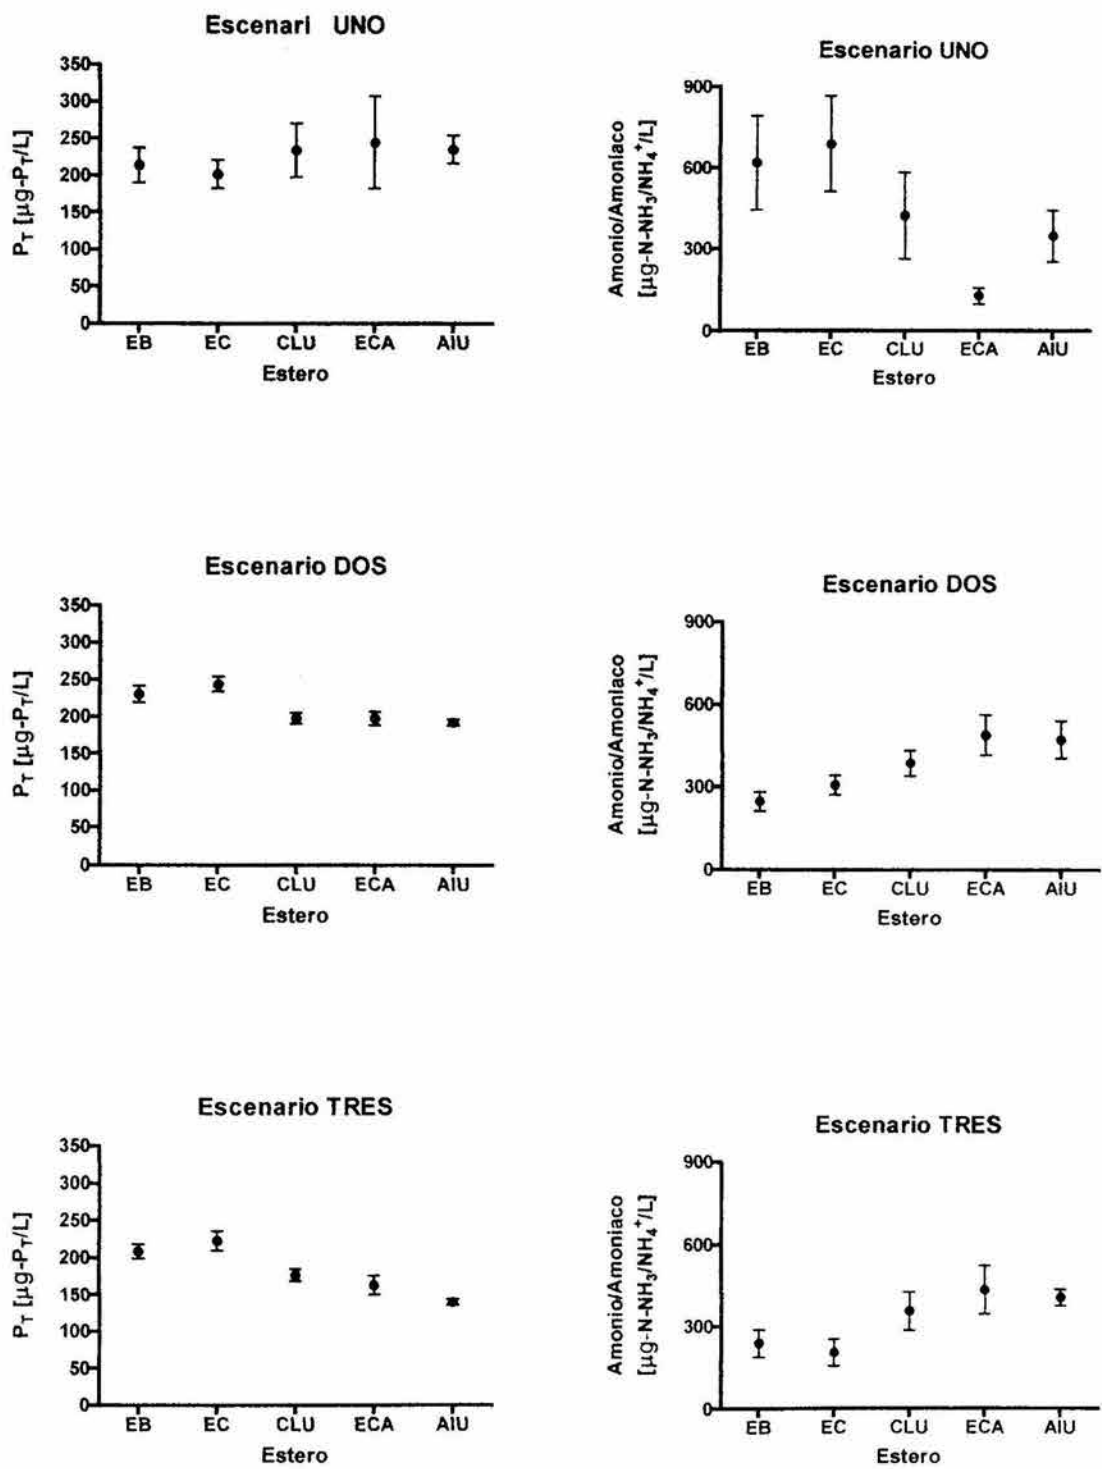 Escenari UNO
P_T [µg-P_T/L]
350
300
250
200
150
100
50
0
EB EC CLU ECA AIU
Estero
Escenario UNO
Amonio/Amoníaco
[µg-N-NH₃/NH₄⁺/L]
900
600
300
0
EB EC CLU ECA AIU
Estero
Escenario DOS
P_T [µg-P_T/L]
350
300
250
200
150
100
50
0
EB EC CLU ECA AIU
Estero
Escenario DOS
Amonio/Amoníaco
[µg-N-NH₃/NH₄⁺/L]
900
600
300
0
EB EC CLU ECA AIU
Estero
Escenario TRES
P_T [µg-P_T/L]
350
300
250
200
150
100
50
0
EB EC CLU ECA AIU
Estero
Escenario TRES
Amonio/Amoniaco
[µg-N-NH₃/NH₄⁺/L]
900
600
300
0
EB EC CLU ECA AIU
Estero